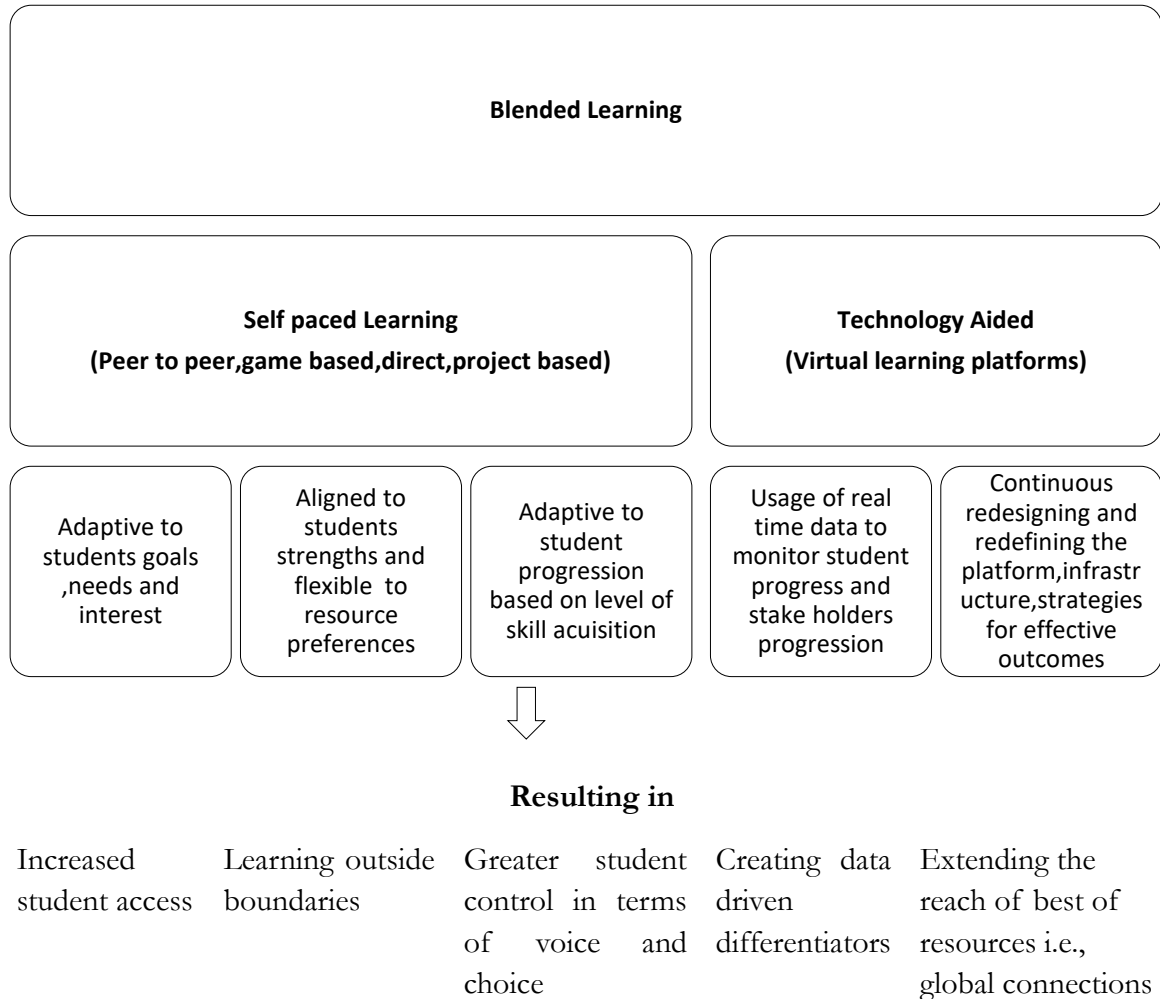 Blended Learning
Self paced Learning
(Peer to peer,game based,direct,project based)
Technology Aided
(Virtual learning platforms)
Adaptive to
students goals
,needs and
interest
Aligned to
students
strengths and
flexible to
resource
preferences
Adaptive to
student
progression
based on level of
skill acuisition
Usage of real
time data to
monitor student
progress and
stake holders
progression
Continuous
redesigning and
redefining the
platform,infrastr
ucture,strategies
for effective
outcomes
Resulting in
Increased
student access
Learning outside
boundaries
Greater student
control in terms
of voice and
choice
Creating data
driven
differentiators
Extending the
reach of best of
resources i.e.,
global connections